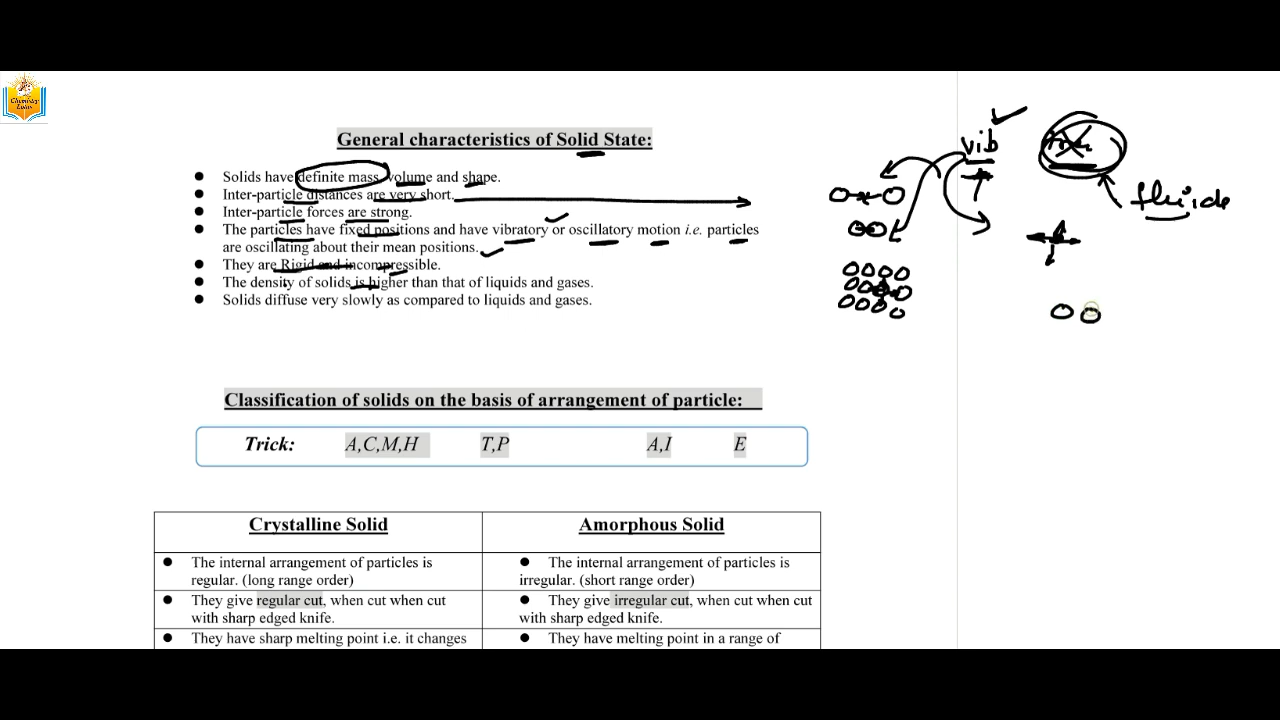 Chemistry
General characteristics of Solid State:
vib
fluids
● Solids have definite mass, volume and shape.
● Inter-particle distances are very short.
● Inter-particle forces are strong.
● The particles have fixed positions and have vibratory or oscillatory motion i.e. particles
are oscillating about their mean positions.
● They are Rigid and incompressible.
● The density of solids is higher than that of liquids and gases.
● Solids diffuse very slowly as compared to liquids and gases.
Classification of solids on the basis of arrangement of particle:
Trick: A,C,M,H T,P A,I E
Crystalline Solid
Amorphous Solid
● The internal arrangement of particles is
regular. (long range order)
● The internal arrangement of particles is
irregular. (short range order)
● They give regular cut, when cut when cut
with sharp edged knife.
● They give irregular cut, when cut when cut
with sharp edged knife.
● They have sharp melting point i.e. it changes
● They have melting point in a range of